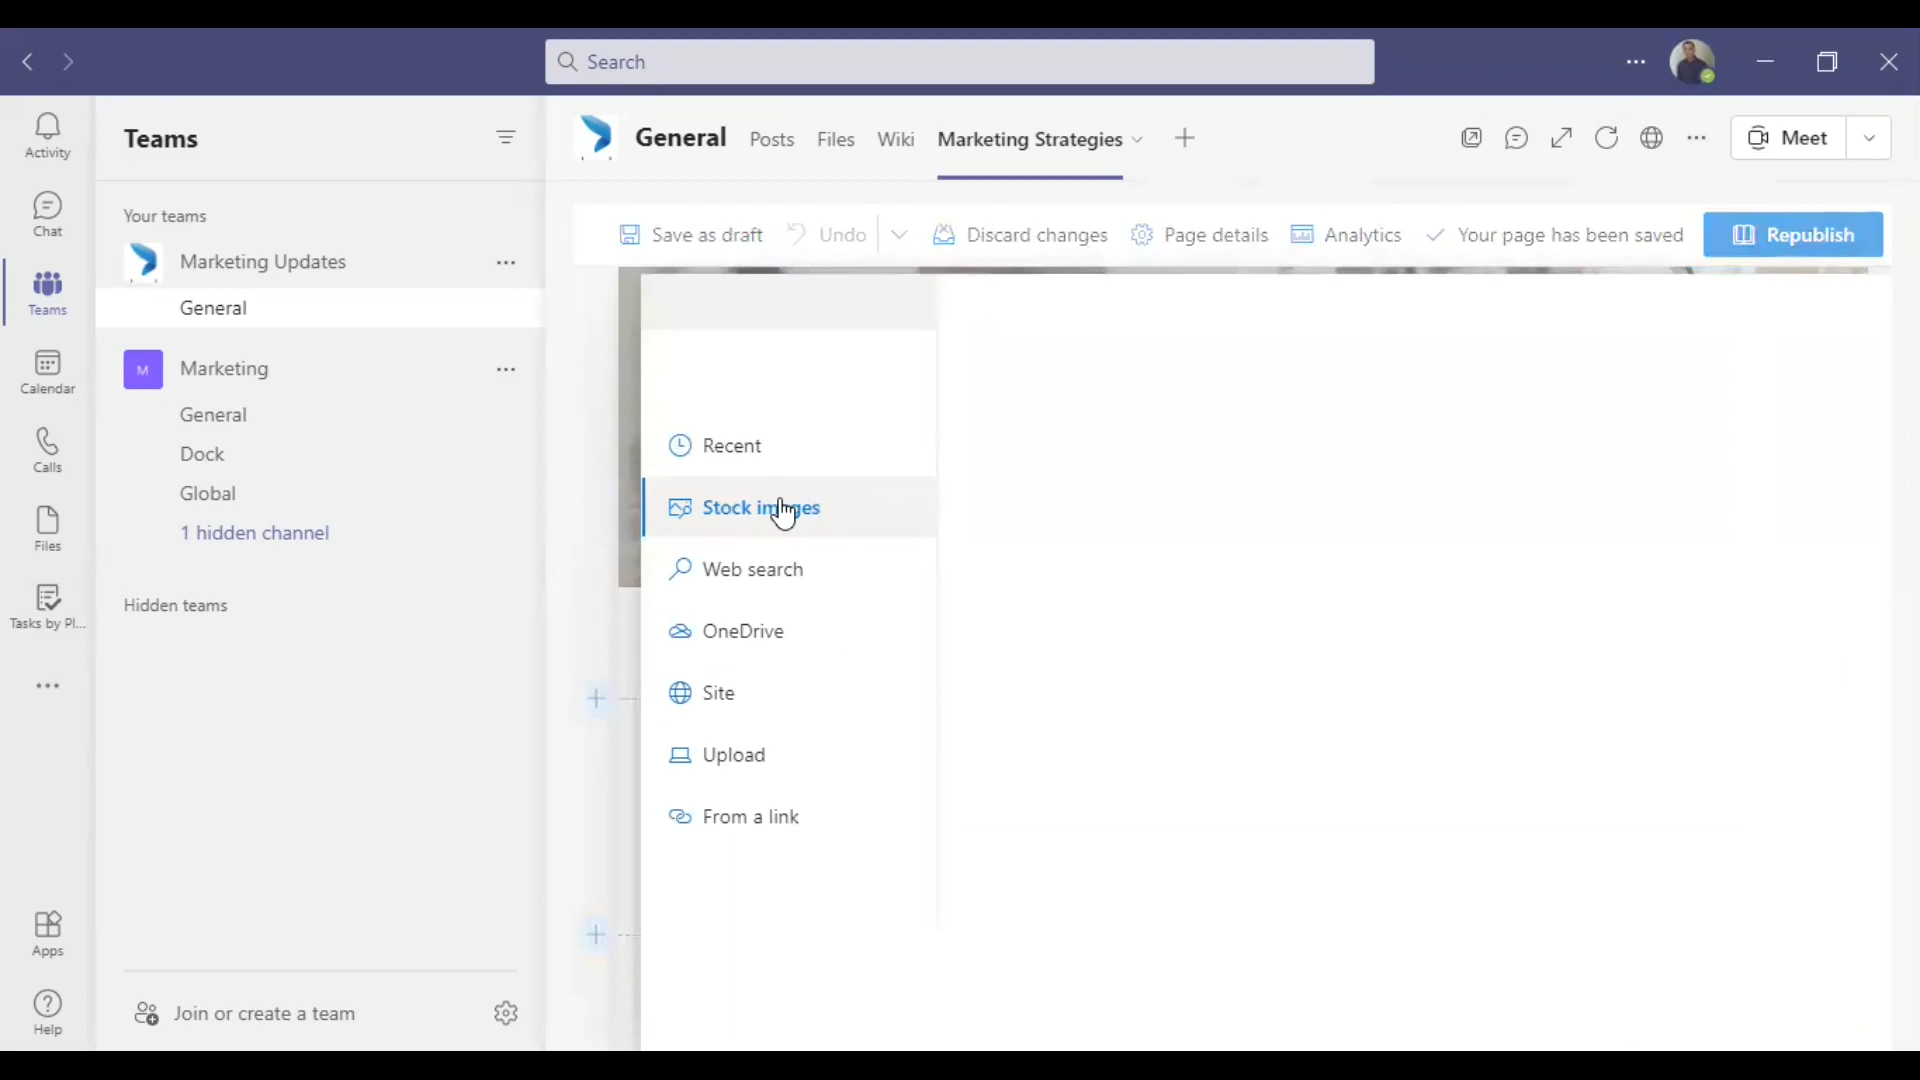 Search
Activity
Chat
Teams
Calendar
Calls
Files
Tasks by Pl...
Apps
Help
Teams
Your teams
Marketing Updates
General
M
Marketing
General
Dock
Global
1 hidden channel
Hidden teams
Join or create a team
General Posts Files Wiki Marketing Strategies
Meet
Save as draft Undo Discard changes Page details Analytics Your page has been saved Republish
Recent
Stock images
Web search
OneDrive
Site
Upload
From a link